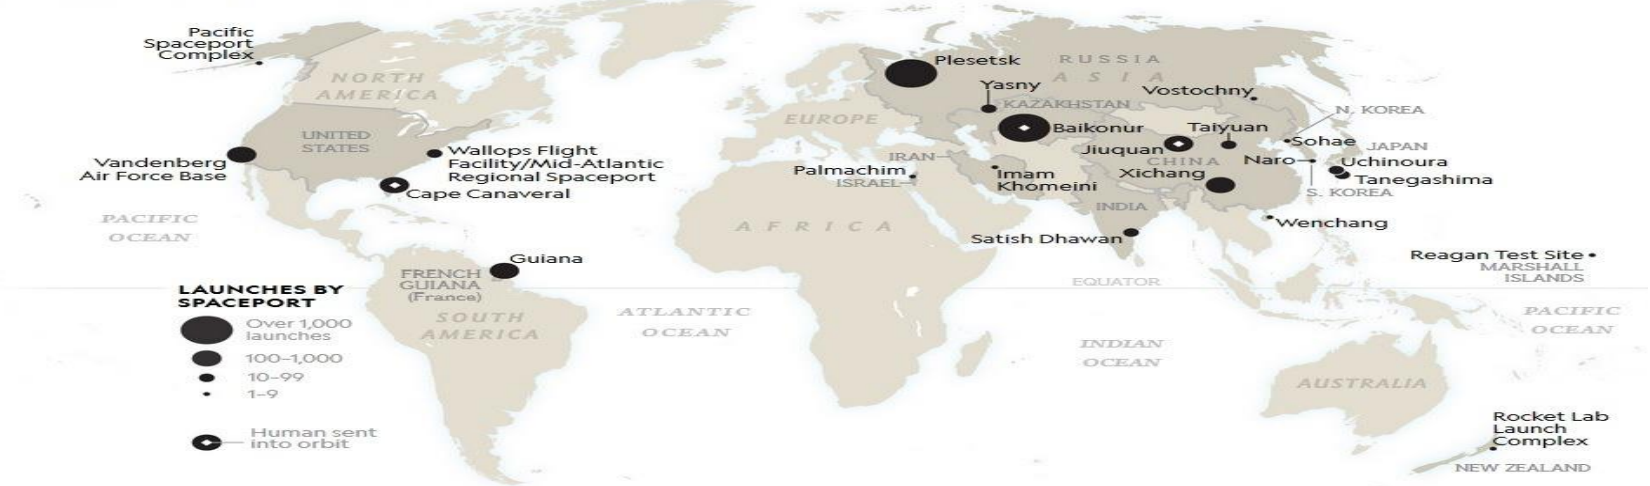 Pacific
Spaceport
Complex
NORTH
AMERICA
UNITED
STATES
Vandenberg
Air Force Base
Wallops Flight
Facility/Mid-Atlantic
Regional Spaceport
Cape Canaveral
PACIFIC
OCEAN
Guiana
FRENCH
GUIANA
(France)
SOUTH
AMERICA
LAUNCHES BY
SPACEPORT
Over 1,000
launches
100–1,000
10–99
1–9
Human sent
into orbit
ATLANTIC
OCEAN
EUROPE
AFRICA
Plesetsk
RUSSIA
ASIA
Yasny
KAZAKHSTAN
Vostochny
Baikonur
Jiuquan
Taiyuan
CHINA
Xichang
N. KOREA
Sohae
JAPAN
Naro
Uchinoura
Tanegashima
S. KOREA
IRAN
Palmachim
ISRAEL
Imam
Khomeini
INDIA
Satish Dhawan
Wenchang
Reagan Test Site
MARSHALL
ISLANDS
EQUATOR
INDIAN
OCEAN
PACIFIC
OCEAN
AUSTRALIA
Rocket Lab
Launch
Complex
NEW ZEALAND